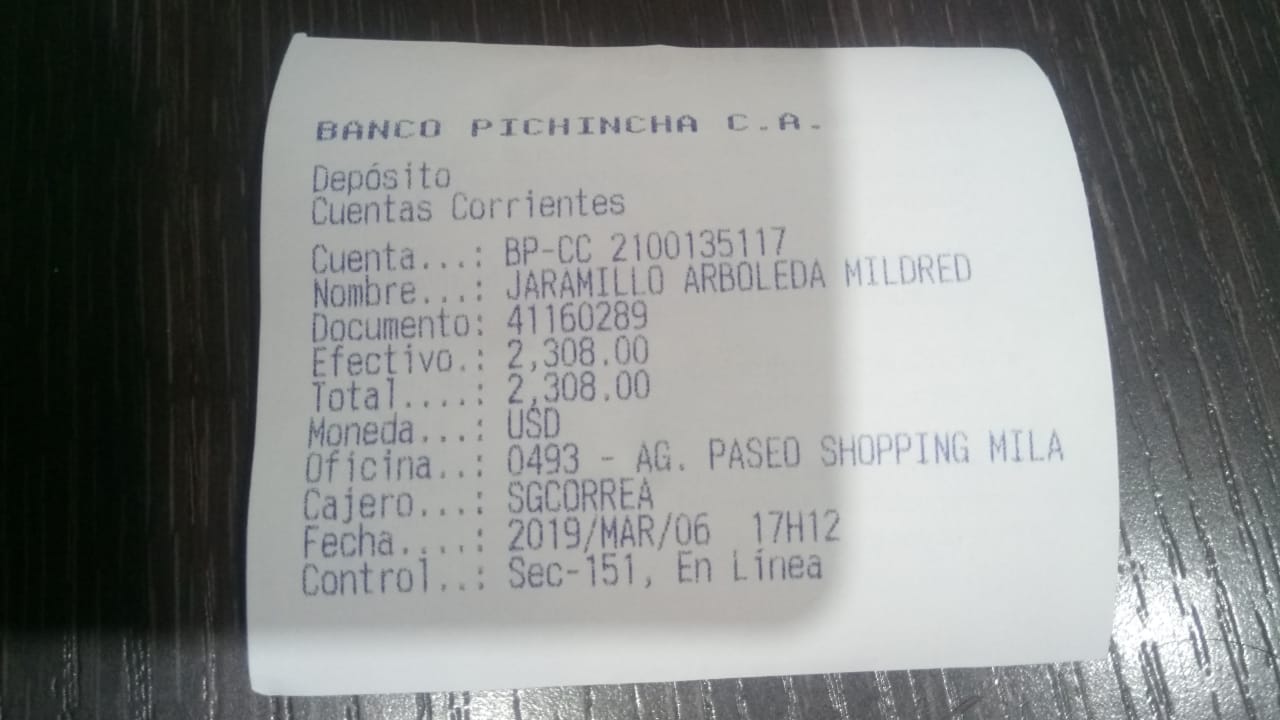 BANCO PICHINCHA C.A.
Depósito
Cuentas Corrientes
Cuenta...: BP-CC 2100135117
Nombre...: JARAMILLO ARBOLEDA MILDRED
Documento: 41160289
Efectivo.: 2,308.00
Total....: 2,308.00
Moneda...: USD
Oficina..: 0493 - AG. PASEO SHOPPING MILA
Cajero...: SGCORREA
Fecha....: 2019/MAR/06 17H12
Control..: Sec-151, En Línea